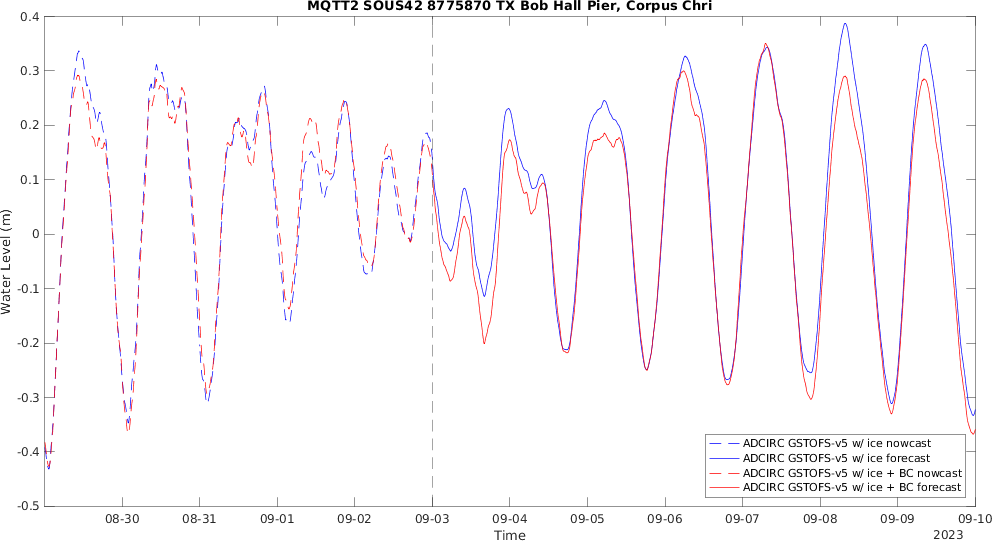 MQTT2 SOUS42 8775870 TX Bob Hall Pier, Corpus Chri
0.4
0.3
0.2
0.1
0
-0.1
-0.2
-0.3
-0.4
-0.5
Water Level (m)
ADCIRC GSTOFS-v5 w/ ice nowcast
ADCIRC GSTOFS-v5 w/ ice forecast
ADCIRC GSTOFS-v5 w/ ice + BC nowcast
ADCIRC GSTOFS-v5 w/ ice + BC forecast
08-30 08-31 09-01 09-02 09-03 09-04 09-05 09-06 09-07 09-08 09-09 09-10
Time
2023